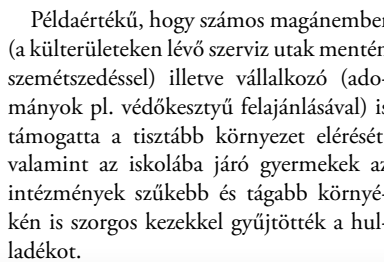 Példaértékű, hogy számos magánember
(a külterületeken lévő szerviz utak mentén
szemétszedéssel) illetve vállalkozó (ado-
mányok pl. védőkesztyű felajánlásával) is
támogatta a tisztább környezet elérését,
valamint az iskolába járó gyermekek az
intézmények szűkebb és tágabb környé-
kén is szorgos kezekkel gyűjtötték a hul-
ladékot.